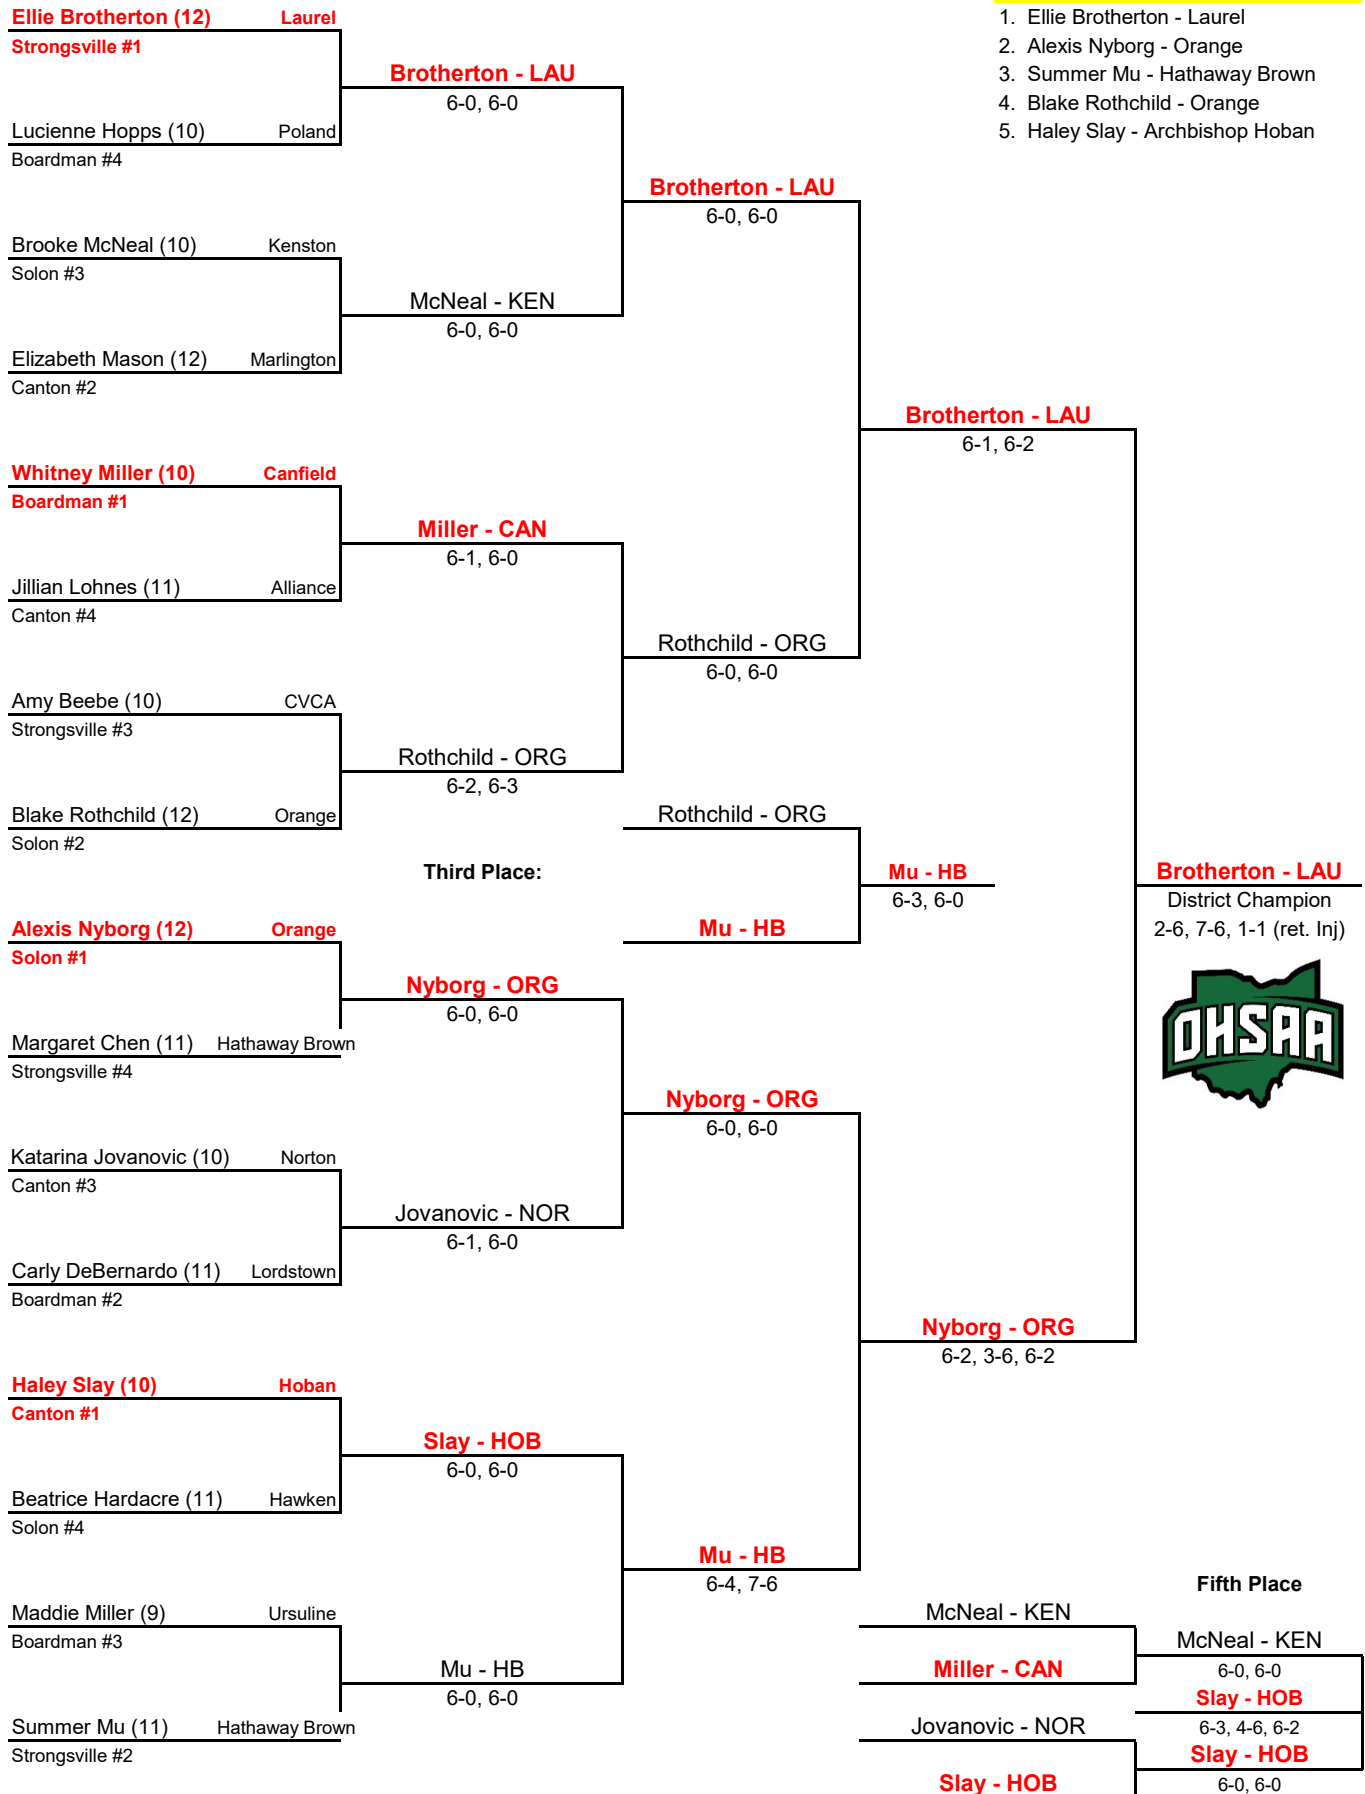 Ellie Brotherton (12) Laurel
Strongsville #1
1. Ellie Brotherton - Laurel
2. Alexis Nyborg - Orange
3. Summer Mu - Hathaway Brown
4. Blake Rothchild - Orange
5. Haley Slay - Archbishop Hoban
Brotherton - LAU
6-0, 6-0
Lucienne Hopps (10) Poland
Boardman #4
Brotherton - LAU
6-0, 6-0
Brooke McNeal (10) Kenston
Solon #3
McNeal - KEN
6-0, 6-0
Elizabeth Mason (12) Marlington
Canton #2
Brotherton - LAU
6-1, 6-2
Whitney Miller (10) Canfield
Boardman #1
Miller - CAN
6-1, 6-0
Jillian Lohnes (11) Alliance
Canton #4
Rothchild - ORG
6-0, 6-0
Amy Beebe (10) CVCA
Strongsville #3
Rothchild - ORG
6-2, 6-3
Blake Rothchild (12) Orange
Solon #2
Rothchild - ORG
Third Place:
Mu - HB
6-3, 6-0
Mu - HB
Brotherton - LAU
District Champion
2-6, 7-6, 1-1 (ret. Inj)
OHSAA
Alexis Nyborg (12) Orange
Solon #1
Nyborg - ORG
6-0, 6-0
Margaret Chen (11) Hathaway Brown
Strongsville #4
Nyborg - ORG
6-0, 6-0
Katarina Jovanovic (10) Norton
Canton #3
Jovanovic - NOR
6-1, 6-0
Carly DeBernardo (11) Lordstown
Boardman #2
Nyborg - ORG
6-2, 3-6, 6-2
Haley Slay (10) Hoban
Canton #1
Slay - HOB
6-0, 6-0
Beatrice Hardacre (11) Hawken
Solon #4
Mu - HB
6-4, 7-6
Maddie Miller (9) Ursuline
Boardman #3
Mu - HB
6-0, 6-0
Summer Mu (11) Hathaway Brown
Strongsville #2
Fifth Place
McNeal - KEN
McNeal - KEN
6-0, 6-0
Miller - CAN
Slay - HOB
6-3, 4-6, 6-2
Jovanovic - NOR
Slay - HOB
6-0, 6-0
Slay - HOB